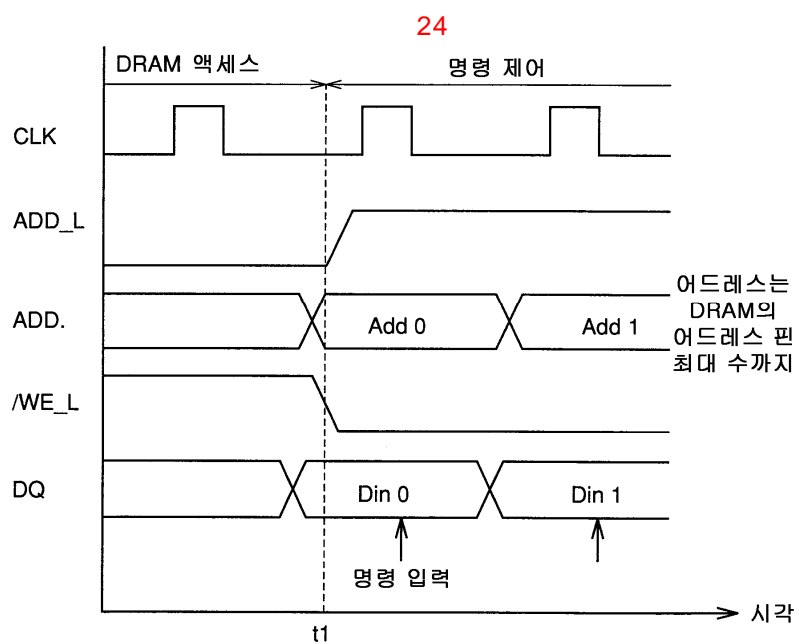 24
DRAM 액세스
명령 제어
CLK
ADD_L
ADD.
Add 0
Add 1
어드레스는
DRAM의
어드레스 핀
최대 수까지
/WE_L
DQ
Din 0
Din 1
명령 입력
시각
t1